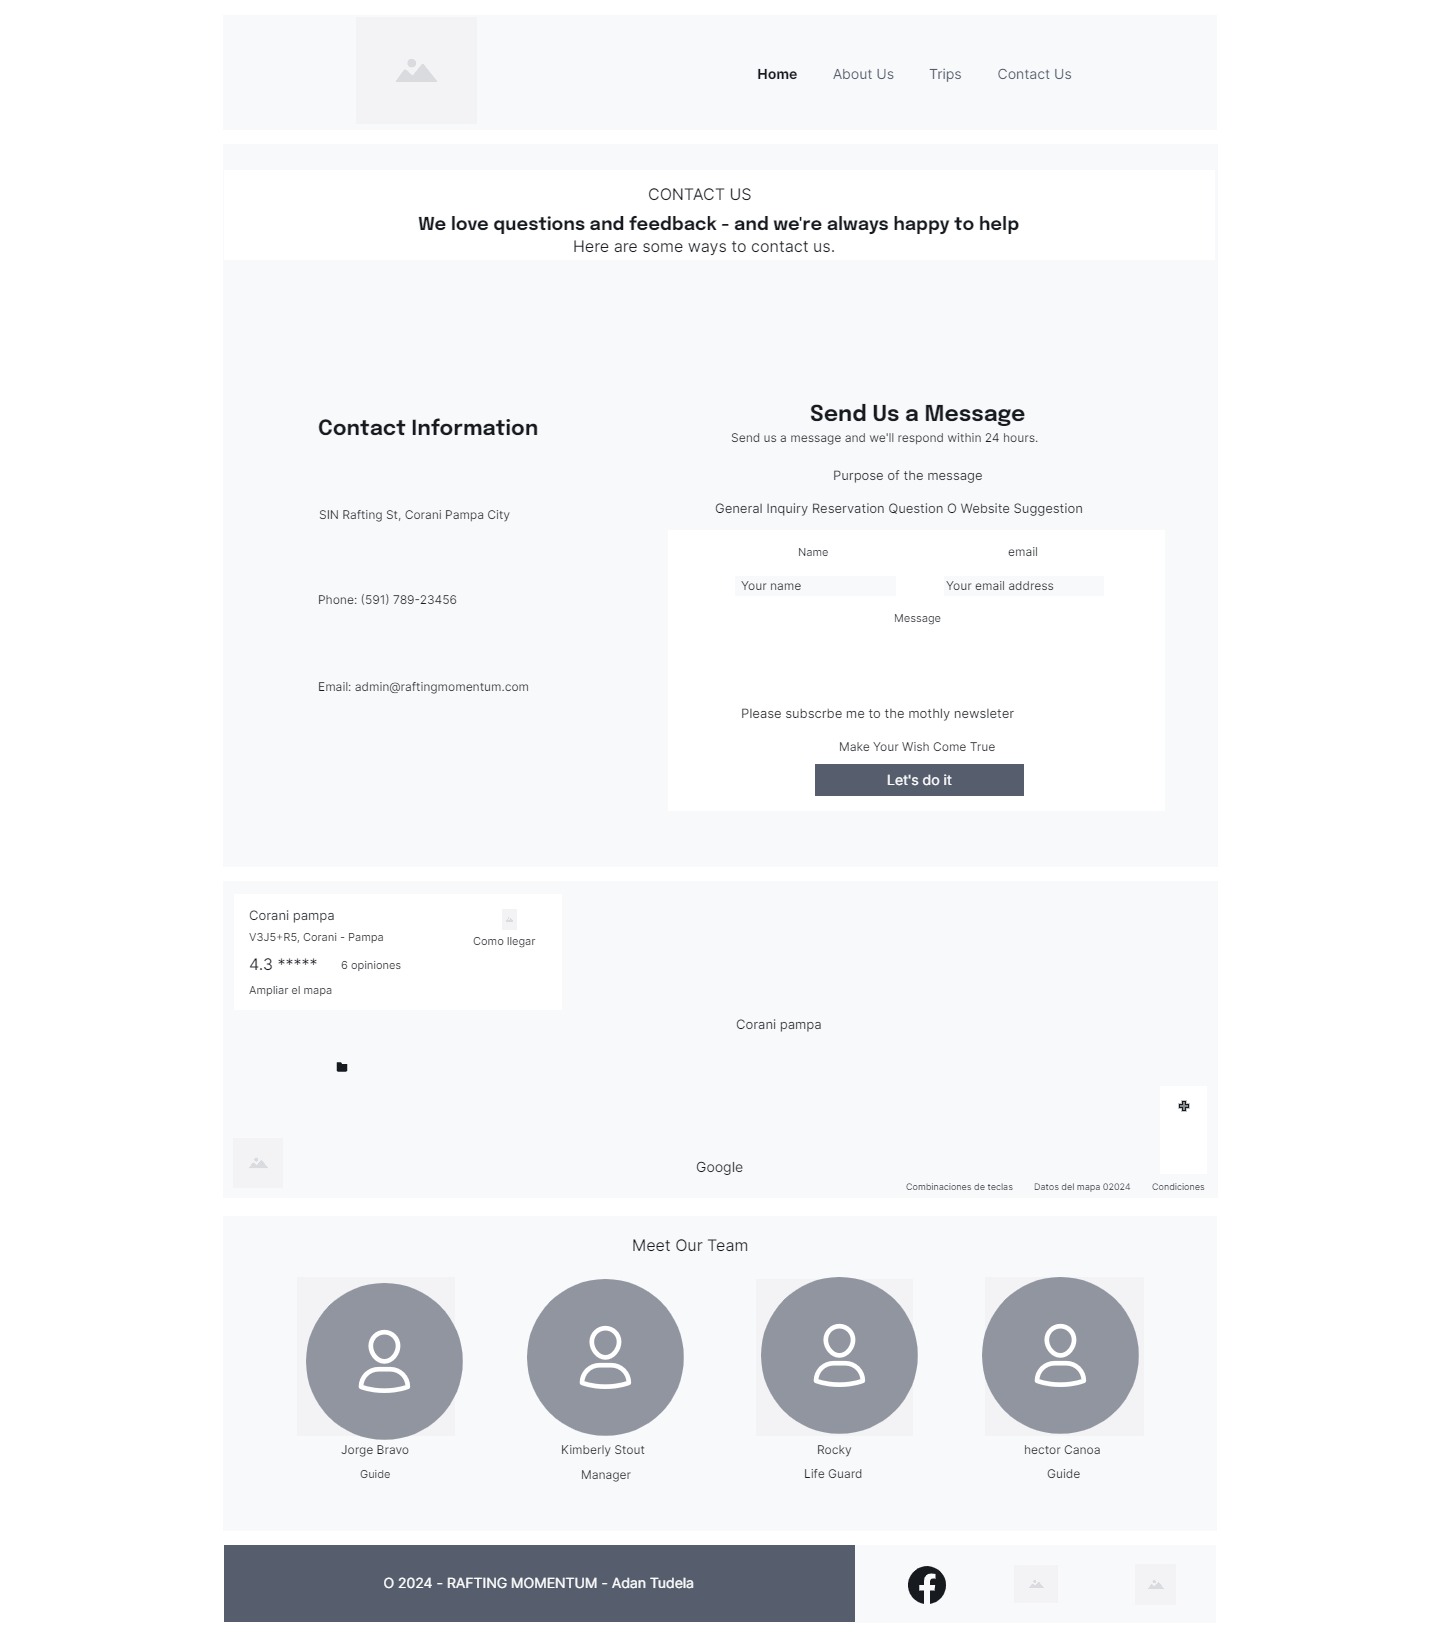 Home About Us Trips Contact Us
CONTACT US
We love questions and feedback - and we're always happy to help
Here are some ways to contact us.
Contact Information
SIN Rafting St, Corani Pampa City
Phone: (591) 789-23456
Email: admin@raftingmomentum.com
Send Us a Message
Send us a message and we'll respond within 24 hours.
Purpose of the message
General Inquiry Reservation Question O Website Suggestion
Name email
Your name Your email address
Message
Please subscrbe me to the mothly newsleter
Make Your Wish Come True
Let's do it
Corani pampa
V3J5+R5, Corani - Pampa
4.3 ***** 6 opiniones
Ampliar el mapa
Como llegar
Corani pampa
Google
Combinaciones de teclas Datos del mapa 02024 Condiciones
Meet Our Team
Jorge Bravo Kimberly Stout Rocky hector Canoa
Guide Manager Life Guard Guide
O 2024 - RAFTING MOMENTUM - Adan Tudela